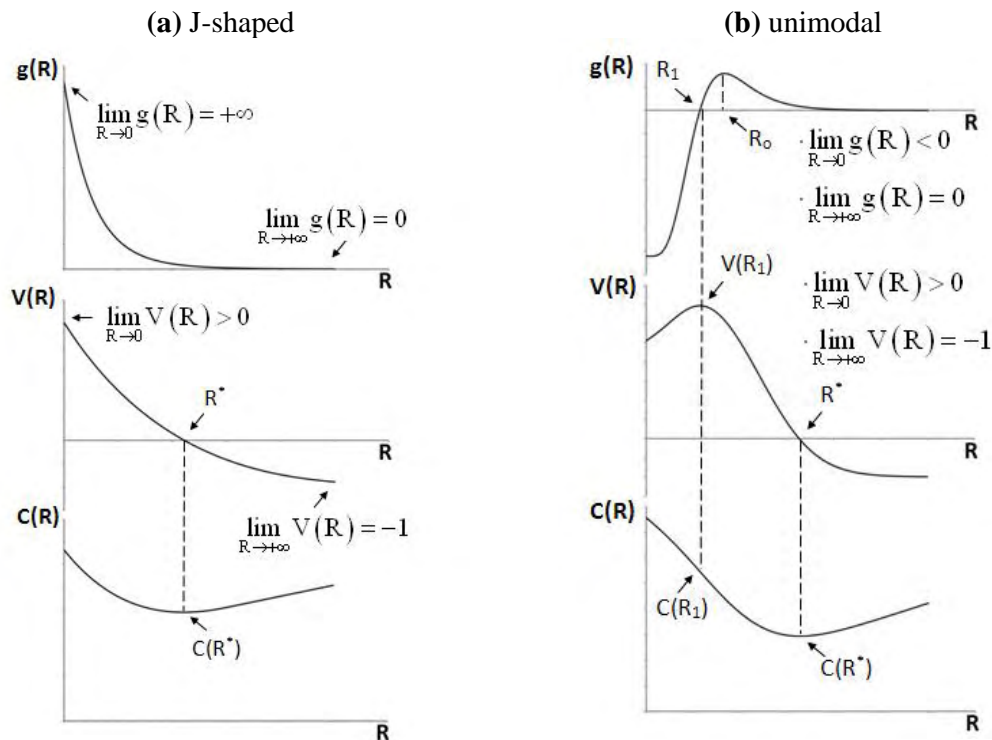 (a) J-shaped
g(R)
lim g(R) = +∞
R→0
lim g(R) = 0
R→+∞
R
V(R)
lim V(R) > 0
R→0
R*
R
lim V(R) = −1
R→+∞
C(R)
C(R*)
R
(b) unimodal
g(R)
R₁
R
Rₒ
· lim g(R) < 0
R→0
· lim g(R) = 0
R→+∞
V(R₁)
V(R)
· lim V(R) > 0
R→0
· lim V(R) = −1
R→+∞
R*
R
C(R)
C(R₁)
C(R*)
R